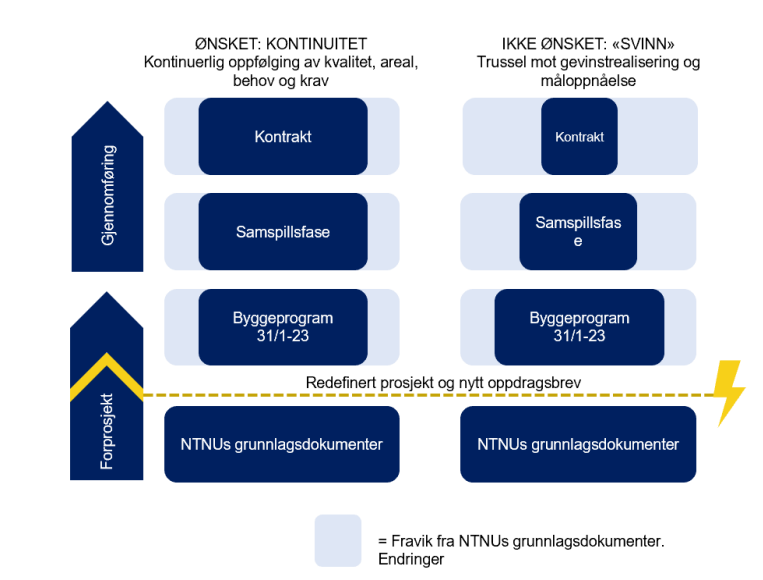 ØNSKET: KONTINUITET
Kontinuerlig oppfølging av kvalitet, areal,
behov og krav
IKKE ØNSKET: «SVINN»
Trussel mot gevinstrealisering og
måloppnåelse
Gjennomføring
Kontrakt
Kontrakt
Samspillsfase
Samspillsfas
e
Byggeprogram
31/1-23
Byggeprogram
31/1-23
Redefinert prosjekt og nytt oppdragsbrev
Forprosjekt
NTNUs grunnlagsdokumenter
NTNUs grunnlagsdokumenter
= Fravik fra NTNUs grunnlagsdokumenter.
Endringer